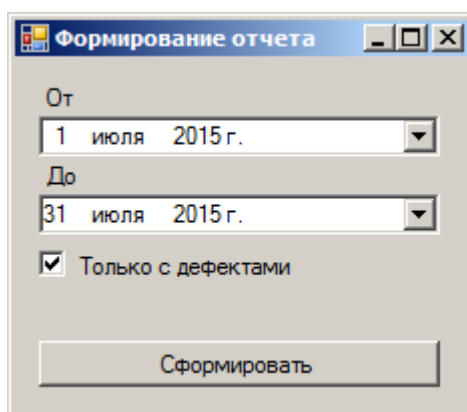 Формирование отчета
От
1 июля 2015 г.
До
31 июля 2015 г.
Только с дефектами
Сформировать